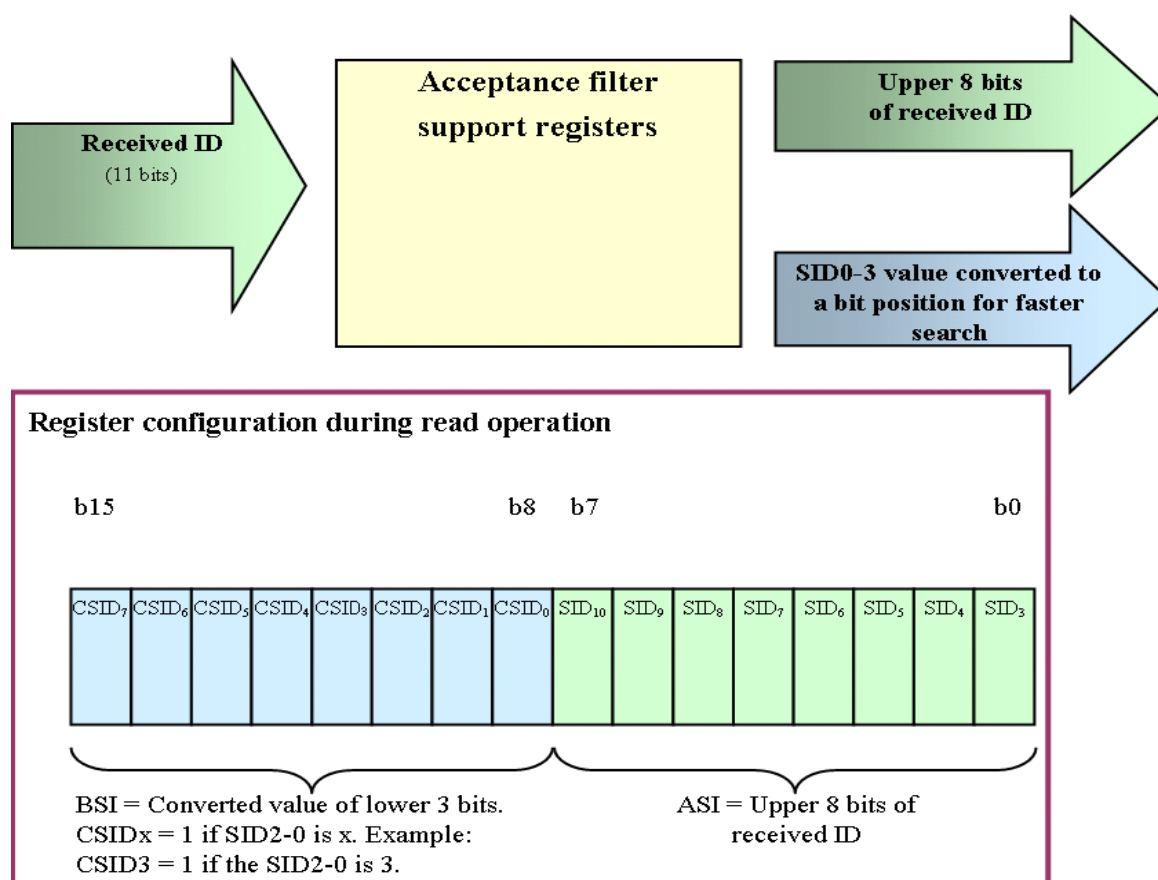 Received ID
(11 bits)
Acceptance filter
support registers
Upper 8 bits
of received ID
SID0-3 value converted to
a bit position for faster
search
Register configuration during read operation
b15 b8 b7 b0
CSID₇ CSID₆ CSID₅ CSID₄ CSID₃ CSID₂ CSID₁ CSID₀ SID₁₀ SID₉ SID₈ SID₇ SID₆ SID₅ SID₄ SID₃
BSI = Converted value of lower 3 bits.
CSIDx = 1 if SID2-0 is x. Example:
CSID3 = 1 if the SID2-0 is 3.
ASI = Upper 8 bits of
received ID